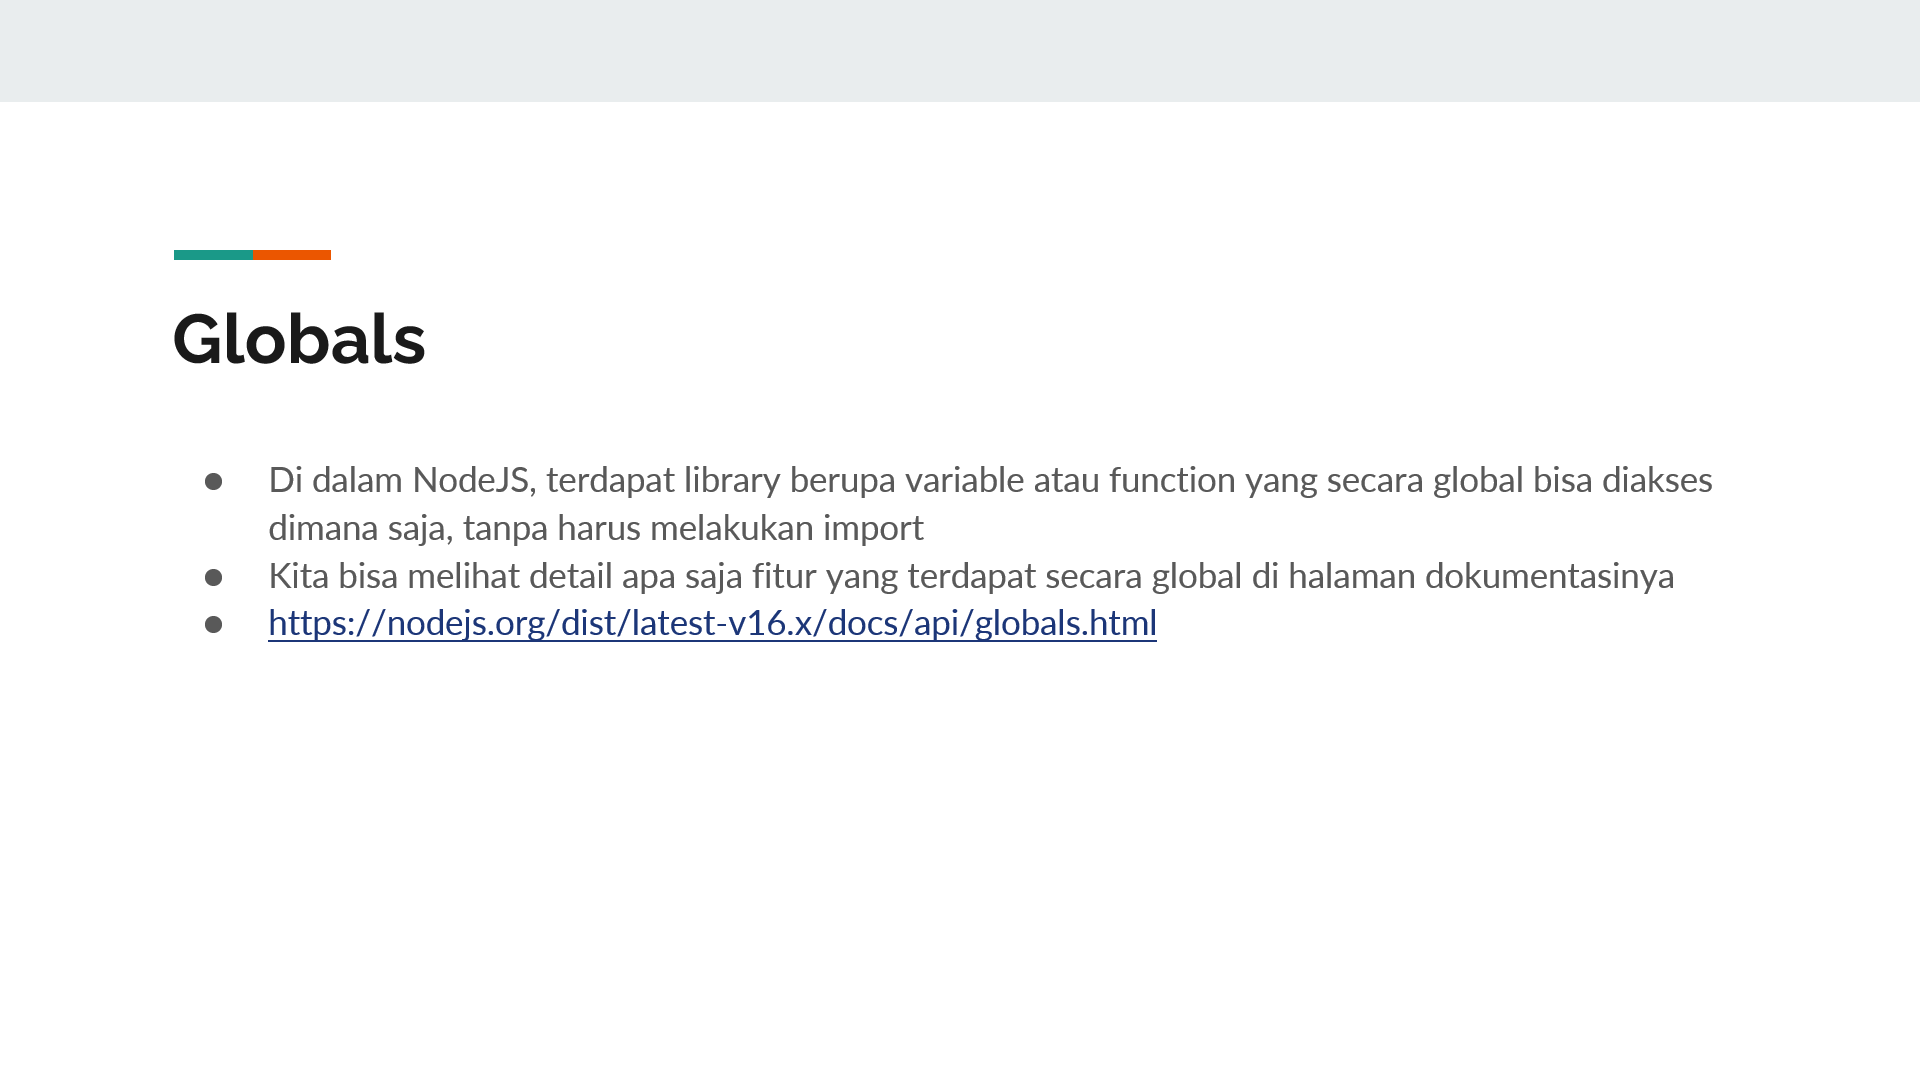 Globals
● Di dalam NodeJS, terdapat library berupa variable atau function yang secara global bisa diakses
dimana saja, tanpa harus melakukan import
● Kita bisa melihat detail apa saja fitur yang terdapat secara global di halaman dokumentasinya
● https://nodejs.org/dist/latest-v16.x/docs/api/globals.html